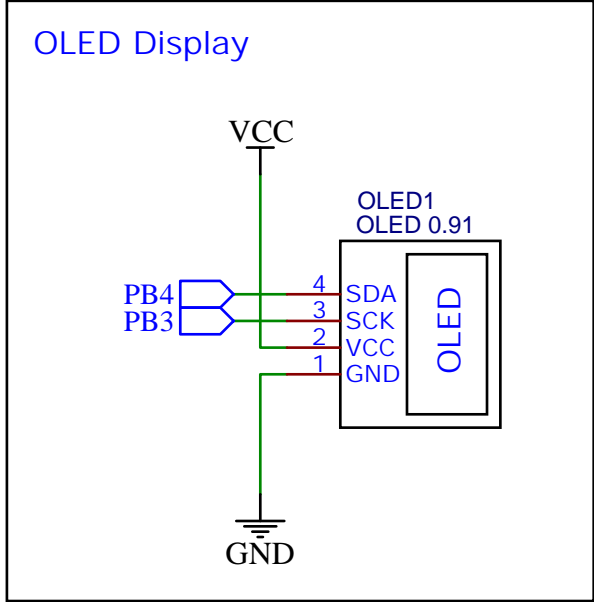 OLED Display
VCC
OLED1
OLED 0.91
PB4 4 SDA
PB3 3 SCK
2 VCC
1 GND
OLED
GND